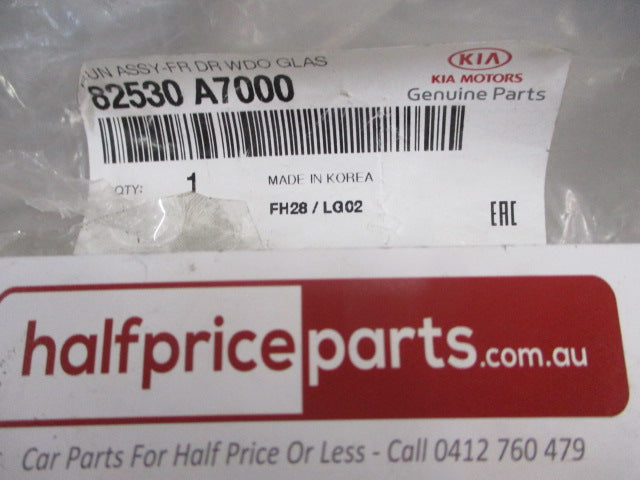 UN ASSY-FR DR WDO GLAS
82530 A7000
KIA
KIA MOTORS
Genuine Parts
QTY: 1
MADE IN KOREA
FH28 / LG02
EAC
halfpriceparts.com.au
Car Parts For Half Price Or Less - Call 0412 760 479